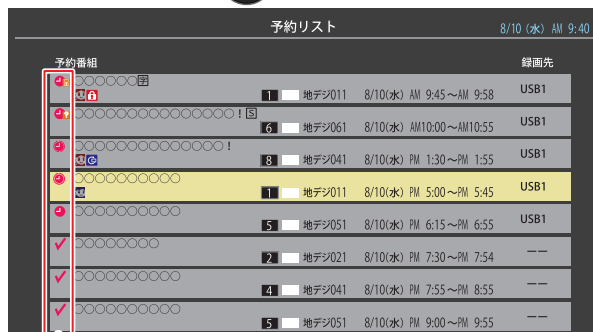 予約リスト 8/10 (水) AM 9:40
予約番組 録画先
○○○○○○字
1 地デジ011 8/10(水) AM 9:45～AM 9:58 USB1
○○○○○○○○○○○○○○○！S
6 地デジ061 8/10(水) AM10:00～AM10:55 USB1
○○○○○○○○○○○○○○！
8 地デジ041 8/10(水) PM 1:30～PM 1:55 USB1
○○○○○○○○○○
1 地デジ011 8/10(水) PM 5:00～PM 5:45 USB1
○○○○○○○○○○
5 地デジ051 8/10(水) PM 6:15～PM 6:55 USB1
○○○○○○○○
2 地デジ021 8/10(水) PM 7:30～PM 7:54 ーー
○○○○○○○○○○
4 地デジ041 8/10(水) PM 7:55～PM 8:55 ーー
○○○○○○○○○○
5 地デジ051 8/10(水) PM 9:00～PM 9:55 ーー